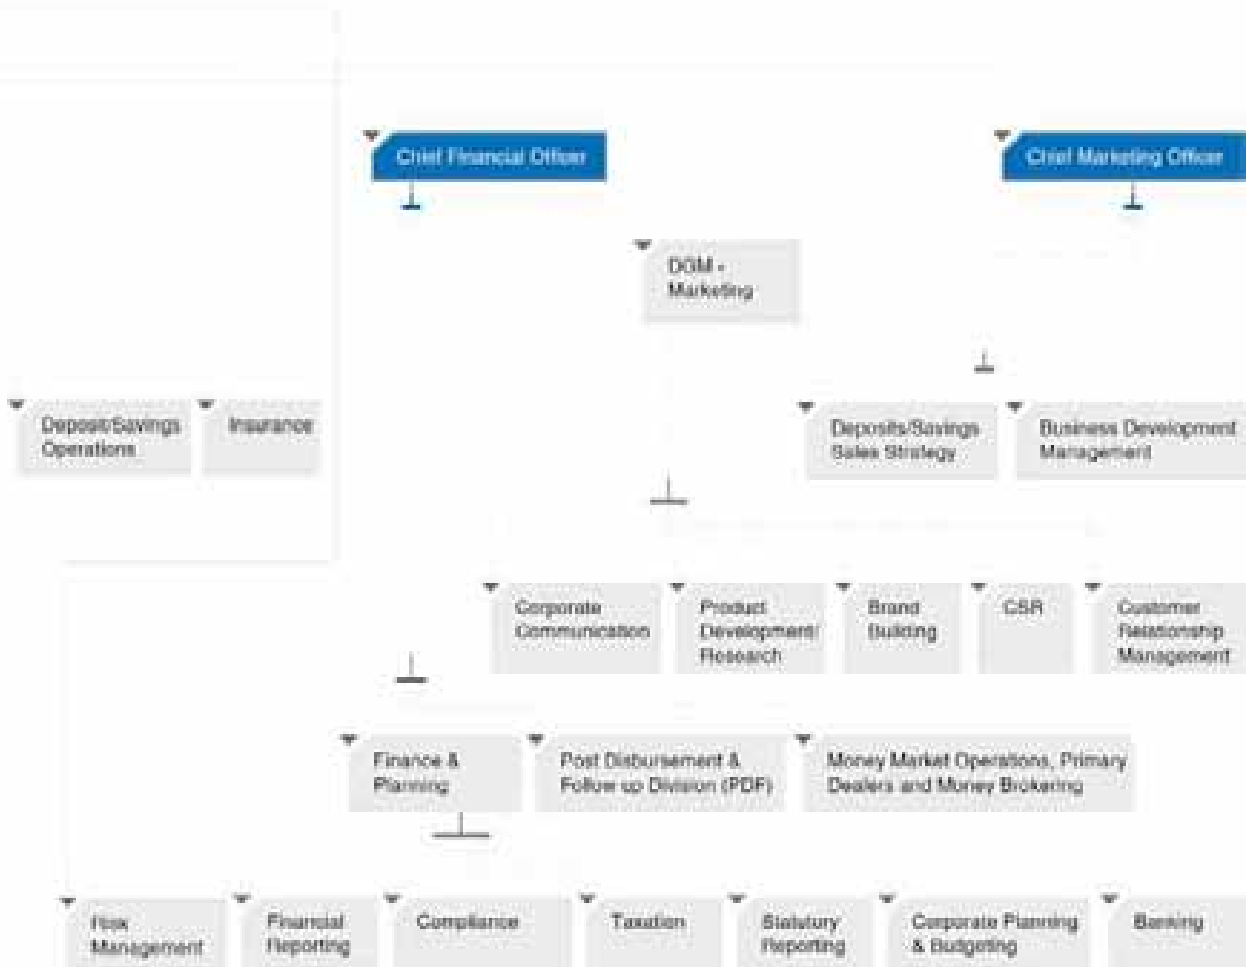 Chief Financial Officer
Chief Marketing Officer
DGM -
Marketing
Deposit/Savings
Operations
Insurance
Deposits/Savings
Sales Strategy
Business Development
Management
Corporate
Communication
Product
Development/
Research
Brand
Building
CSR
Customer
Relationship
Management
Finance &
Planning
Post Disbursement &
Follow up Division (PDF)
Money Market Operations, Primary
Dealers and Money Brokering
Risk
Management
Financial
Reporting
Compliance
Taxation
Statutory
Reporting
Corporate Planning
& Budgeting
Banking